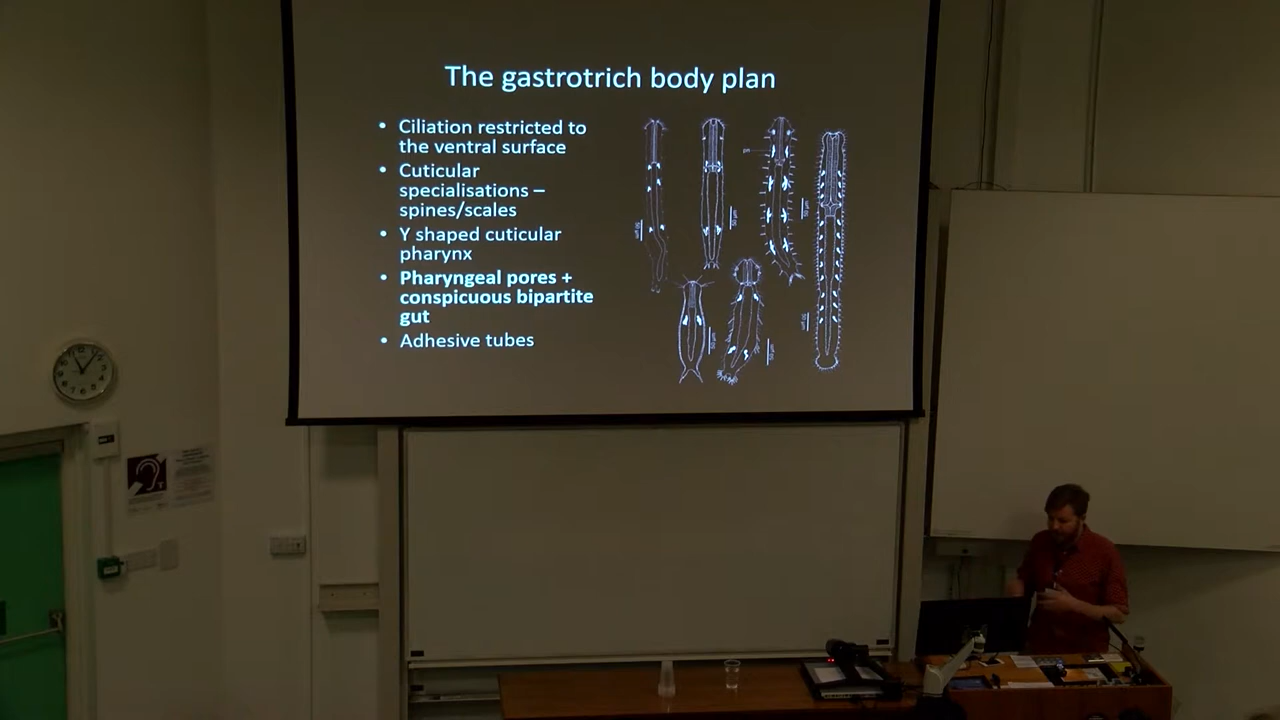 The gastrotrich body plan
• Ciliation restricted to
the ventral surface
• Cuticular
specialisations –
spines/scales
• Y shaped cuticular
pharynx
• Pharyngeal pores +
conspicuous bipartite
gut
• Adhesive tubes